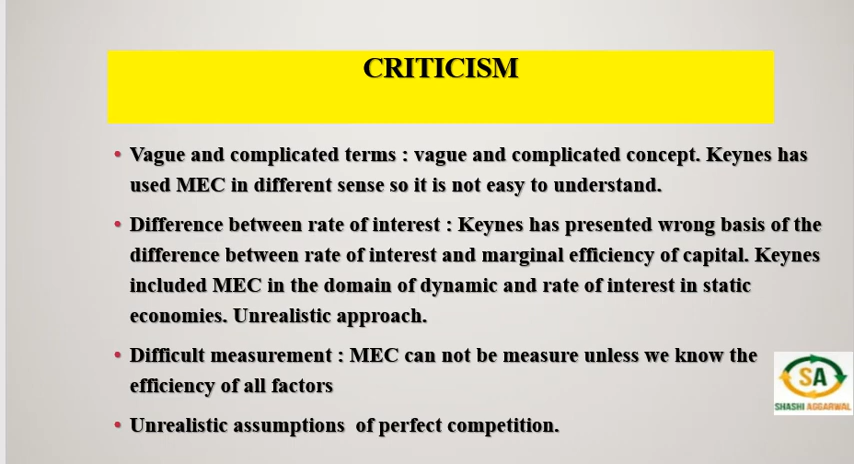 CRITICISM
• Vague and complicated terms : vague and complicated concept. Keynes has
used MEC in different sense so it is not easy to understand.
• Difference between rate of interest : Keynes has presented wrong basis of the
difference between rate of interest and marginal efficiency of capital. Keynes
included MEC in the domain of dynamic and rate of interest in static
economies. Unrealistic approach.
• Difficult measurement : MEC can not be measure unless we know the
efficiency of all factors
• Unrealistic assumptions  of perfect competition.
SA
SHASHI AGGARWAL